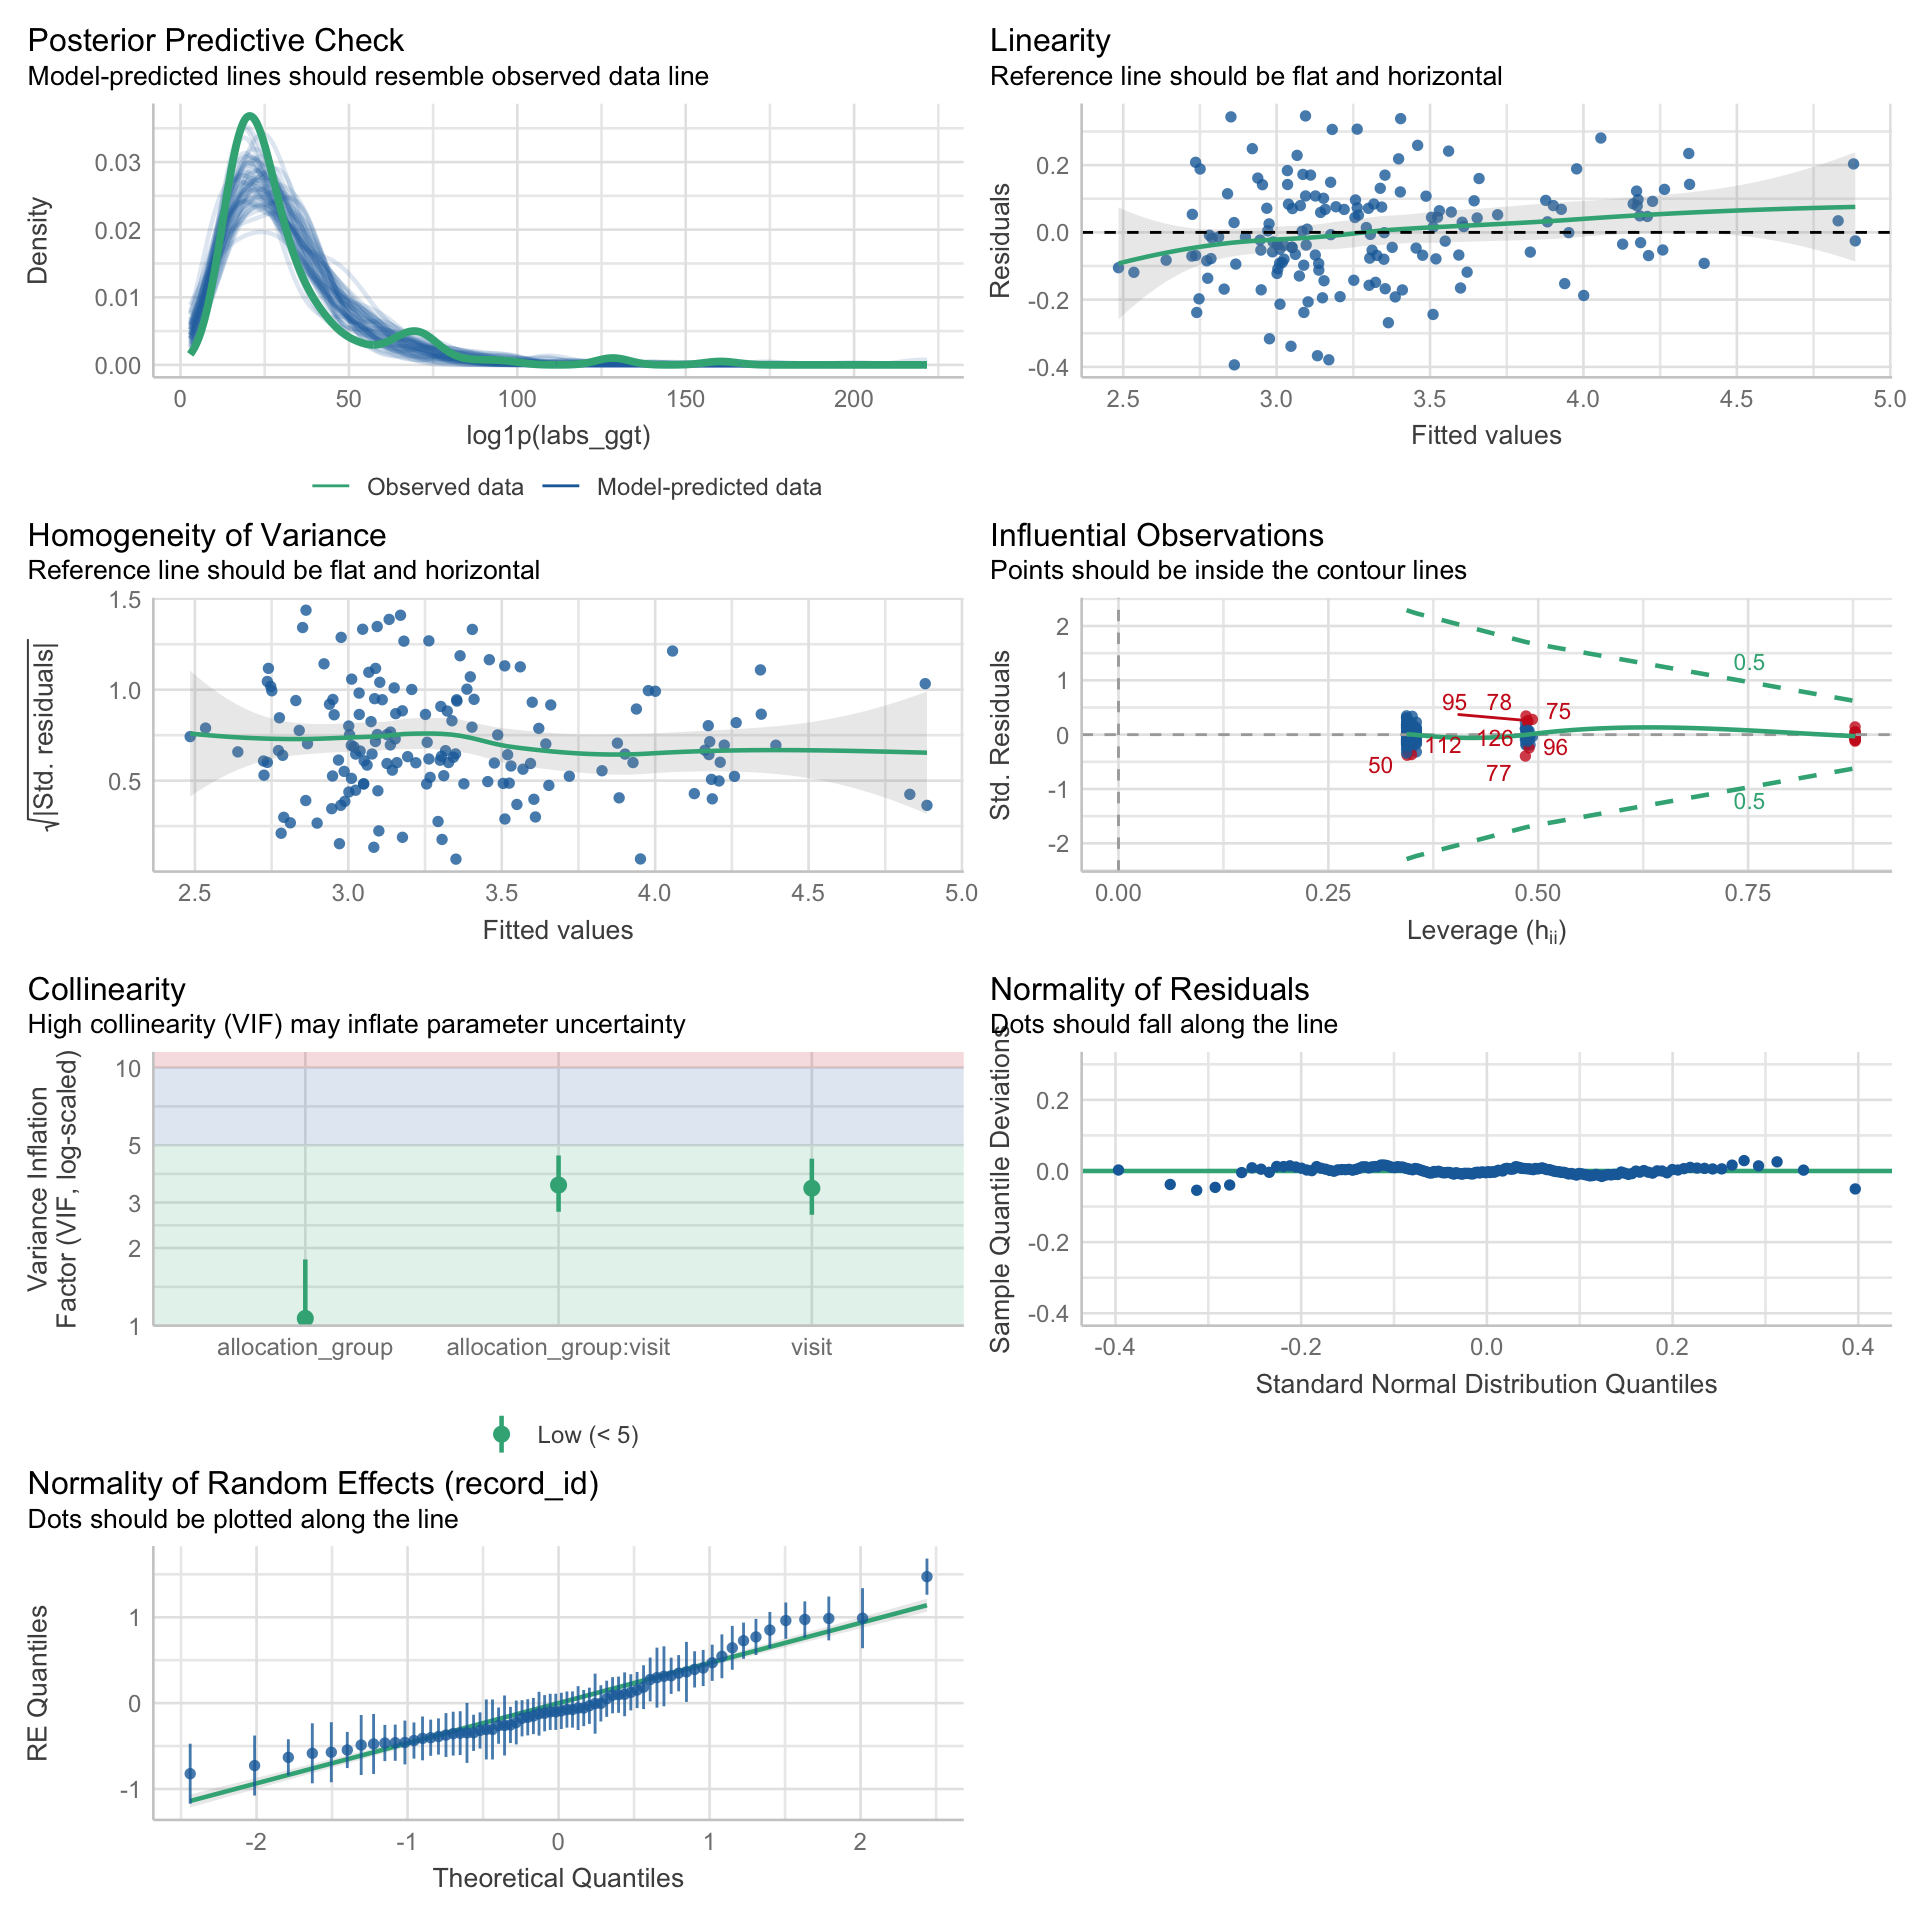 Posterior Predictive Check
Model-predicted lines should resemble observed data line
Density
0.03
0.02
0.01
0.00
0
50
100
150
200
log1p(labs_ggt)
Observed data
Model-predicted data
Linearity
Reference line should be flat and horizontal
Residuals
0.2
0.0
-0.2
-0.4
2.5
3.0
3.5
4.0
4.5
5.0
Fitted values
Homogeneity of Variance
Reference line should be flat and horizontal
√|Std. residuals|
1.5
1.0
0.5
2.5
3.0
3.5
4.0
4.5
5.0
Fitted values
Influential Observations
Points should be inside the contour lines
Std. Residuals
2
1
0
-1
-2
0.5
95
78
75
112
126
96
50
77
0.5
0.00
0.25
0.50
0.75
Leverage (hii)
Collinearity
High collinearity (VIF) may inflate parameter uncertainty
Variance Inflation
Factor (VIF, log-scaled)
10
5
3
2
1
allocation_group
allocation_group:visit
visit
Low (< 5)
Normality of Residuals
Dots should fall along the line
Sample Quantile Deviations
0.2
0.0
-0.2
-0.4
-0.4
-0.2
0.0
0.2
0.4
Standard Normal Distribution Quantiles
Normality of Random Effects (record_id)
Dots should be plotted along the line
RE Quantiles
1
0
-1
-2
-1
0
1
2
Theoretical Quantiles